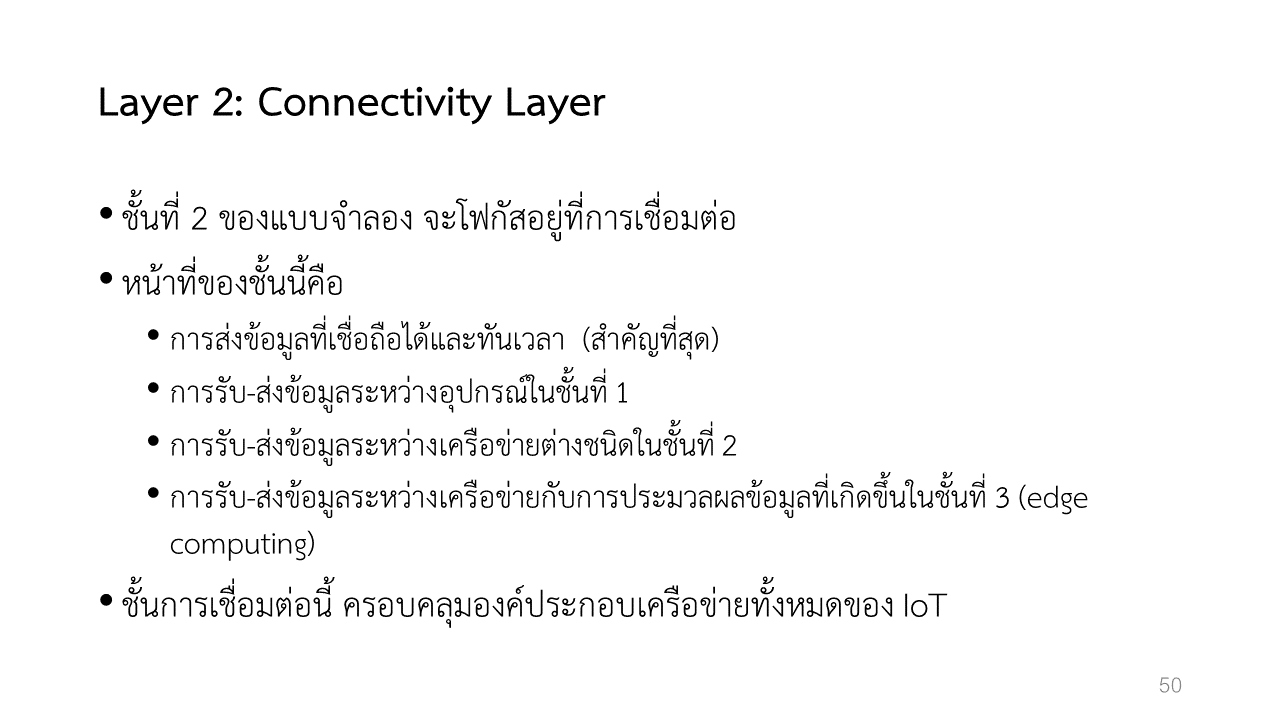 Layer 2: Connectivity Layer
• ชั้นที่ 2 ของแบบจำลอง จะโฟกัสอยู่ที่การเชื่อมต่อ
• หน้าที่ของชั้นนี้คือ
• การส่งข้อมูลที่เชื่อถือได้และทันเวลา (สำคัญที่สุด)
• การรับ-ส่งข้อมูลระหว่างอุปกรณ์ในชั้นที่ 1
• การรับ-ส่งข้อมูลระหว่างเครือข่ายต่างชนิดในชั้นที่ 2
• การรับ-ส่งข้อมูลระหว่างเครือข่ายกับการประมวลผลข้อมูลที่เกิดขึ้นในชั้นที่ 3 (edge
computing)
• ชั้นการเชื่อมต่อนี้ ครอบคลุมองค์ประกอบเครือข่ายทั้งหมดของ IoT
50